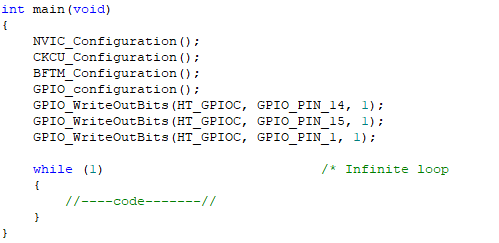 int main(void)
{
    NVIC_Configuration();
    CKCU_Configuration();
    BFTM_Configuration();
    GPIO_configuration();
    GPIO_WriteOutBits(HT_GPIOC, GPIO_PIN_14, 1);
    GPIO_WriteOutBits(HT_GPIOC, GPIO_PIN_15, 1);
    GPIO_WriteOutBits(HT_GPIOC, GPIO_PIN_1, 1);

    while (1)                           /* Infinite loop
    {
        //----code-------//
    }
}